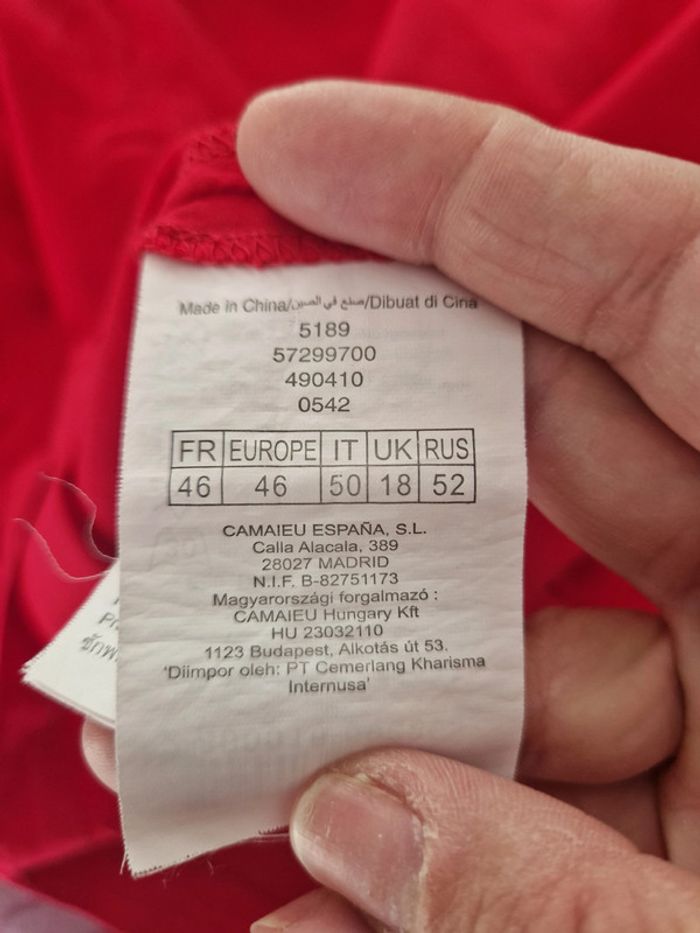 Made in China/صنع في الصين/Dibuat di Cina
5189
57299700
490410
0542
FR EUROPE IT UK RUS
46 46 50 18 52
CAMAIEU ESPAÑA, S.L.
Calla Alacala, 389
28027 MADRID
N.I.F. B-82751173
Magyarországi forgalmazó :
CAMAIEU Hungary Kft
HU 23032110
1123 Budapest, Alkotás út 53.
'Diimpor oleh: PT Cemerlang Kharisma
Internusa'